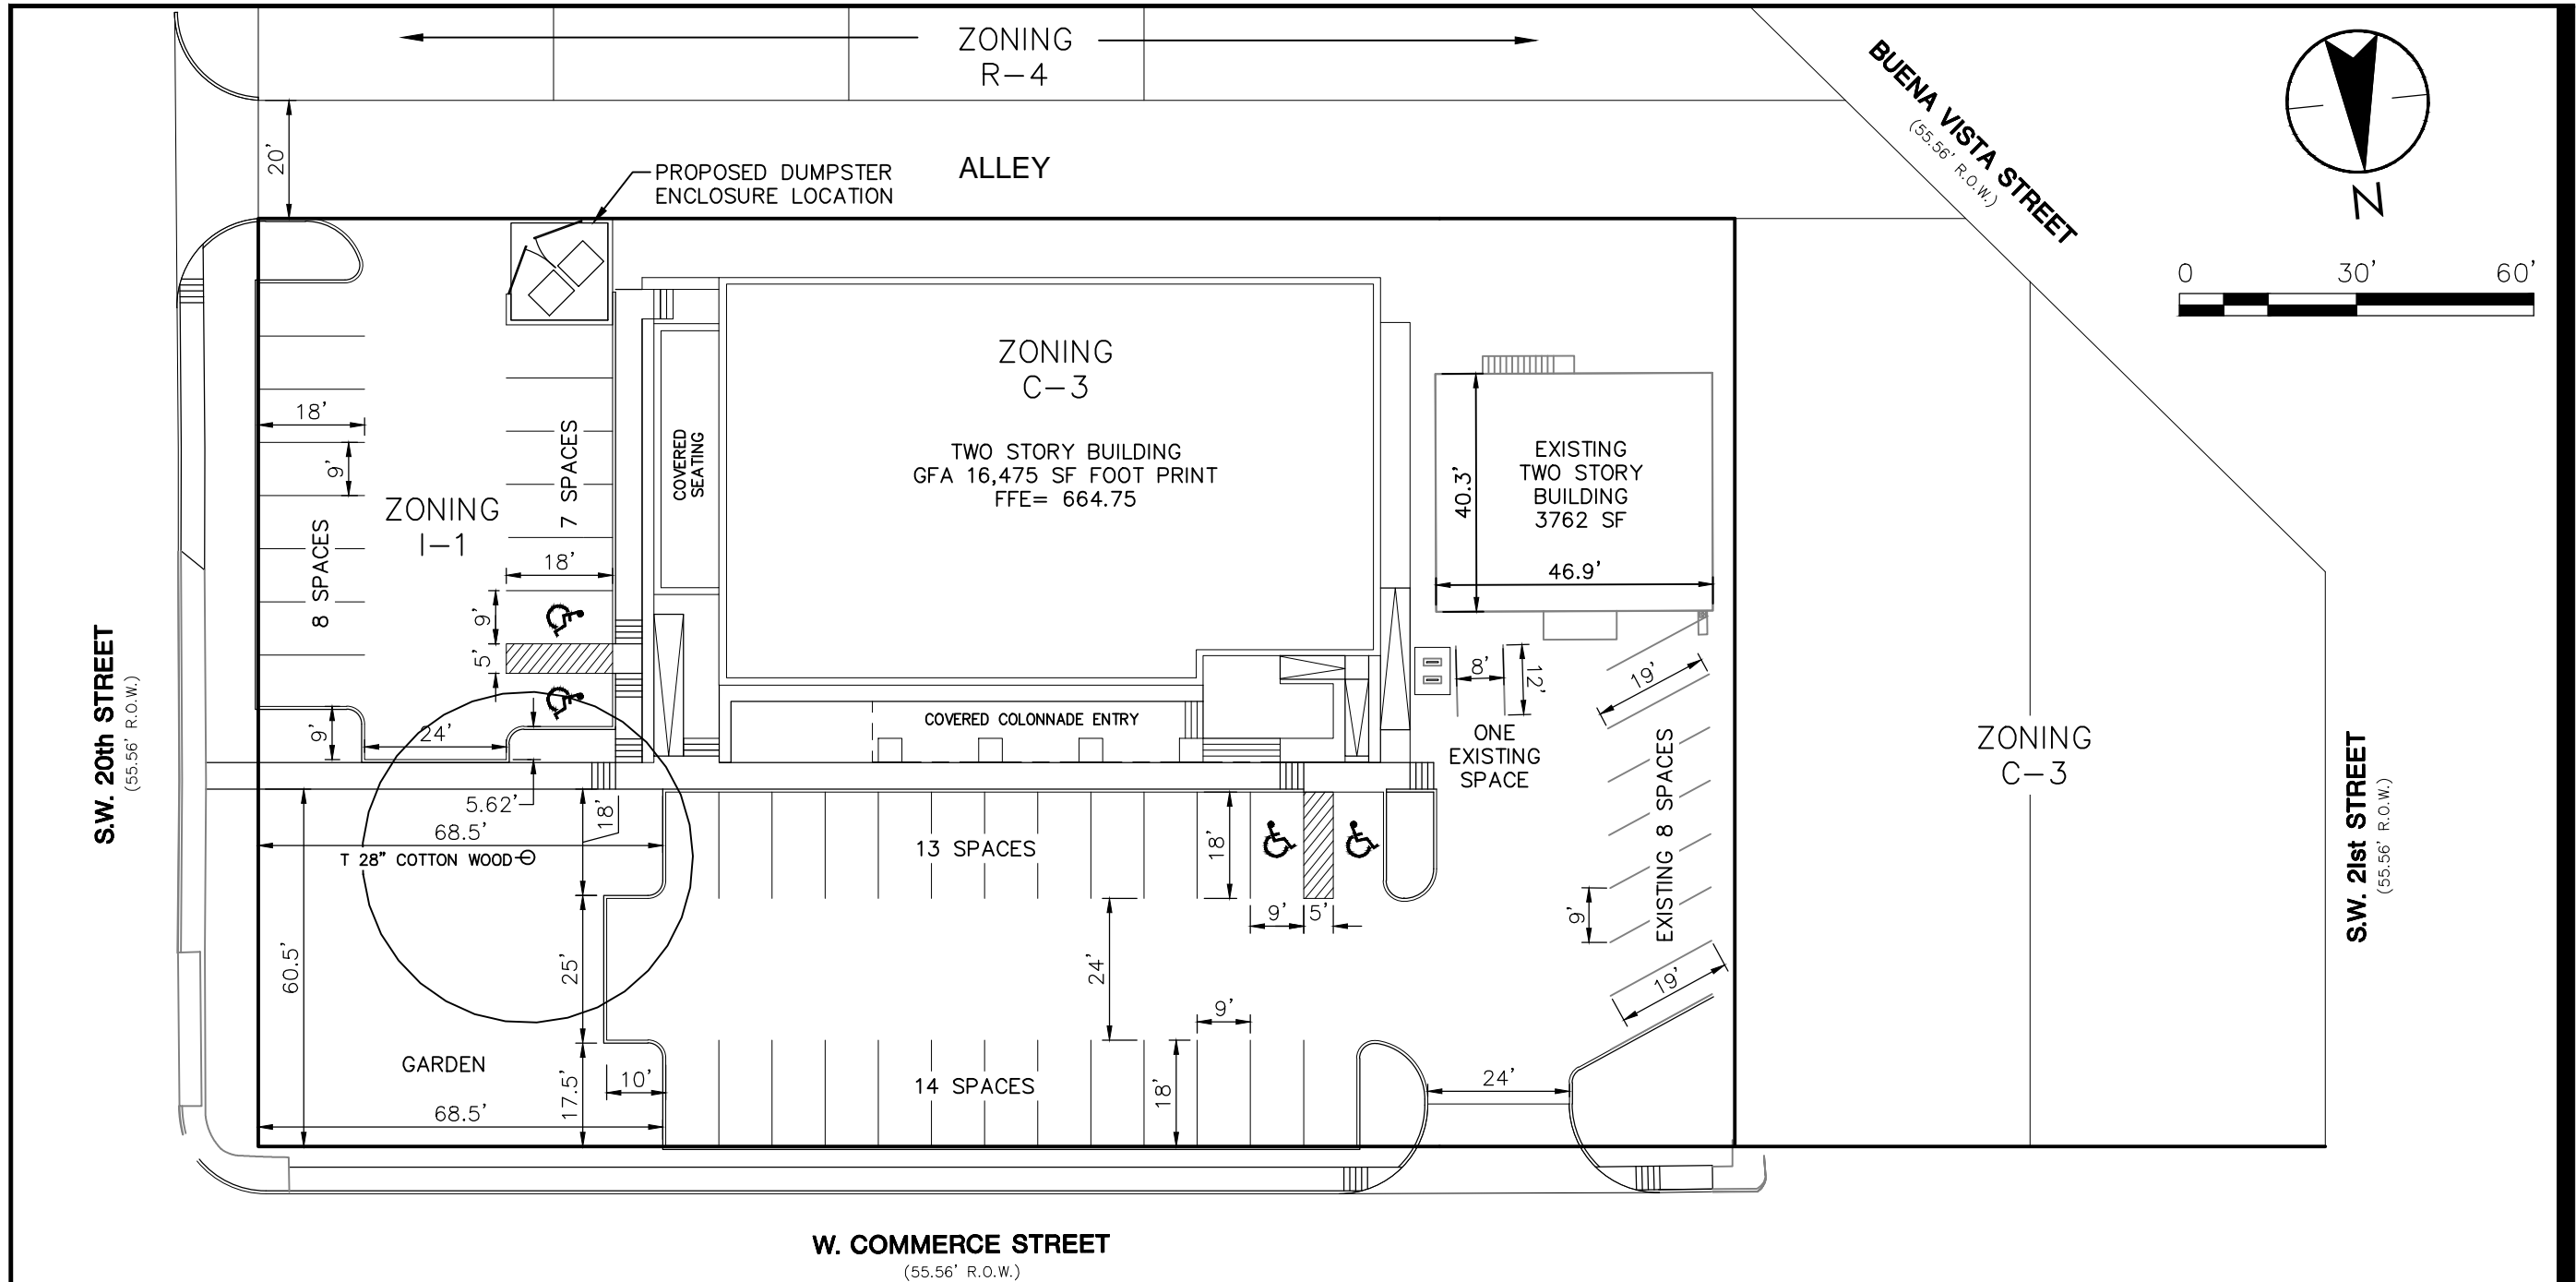 ZONING
R-4
BUENA VISTA STREET
(55.56' R.O.W.)
N
0 30' 60'
20'
ALLEY
PROPOSED DUMPSTER
ENCLOSURE LOCATION
ZONING
C-3
TWO STORY BUILDING
GFA 16,475 SF FOOT PRINT
FFE= 664.75
COVERED
SEATING
EXISTING
TWO STORY
BUILDING
3762 SF
40.3'
46.9'
18'
9'
8 SPACES
7 SPACES
ZONING
I-1
18'
9'
5'
9'
24'
5.62'
S.W. 20th STREET
(55.56' R.O.W.)
COVERED COLONNADE ENTRY
8'
12'
ONE
EXISTING
SPACE
19'
EXISTING 8 SPACES
9'
19'
ZONING
C-3
S.W. 21st STREET
(55.56' R.O.W.)
68.5'
T 28" COTTON WOOD
18'
13 SPACES
18'
9' 5'
60.5'
25'
24'
9'
GARDEN
10'
17.5'
14 SPACES
18'
24'
68.5'
W. COMMERCE STREET
(55.56' R.O.W.)